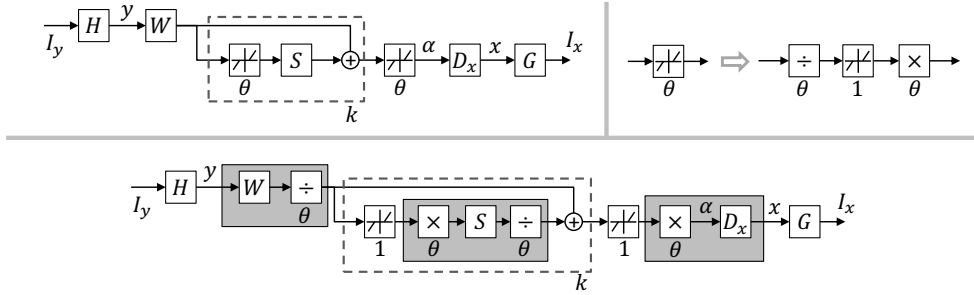 I_y H y W θ S + k θ α D_x x G I_x
θ ÷ θ 1 × θ
I_y H y W ÷ θ 1 × θ S ÷ θ + k 1 × θ α D_x x G I_x